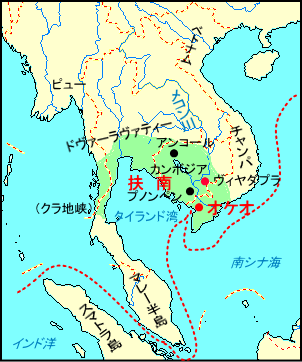 ベトナム
ピュー
メコン川
ドヴァーラヴァティー
チャンパ
アンコール
カンボジア
扶 南
ヴィヤダプラ
プノンペン
オケオ
(クラ地峡)
タイランド湾
南シナ海
マレー半島
スマトラ島
インド洋